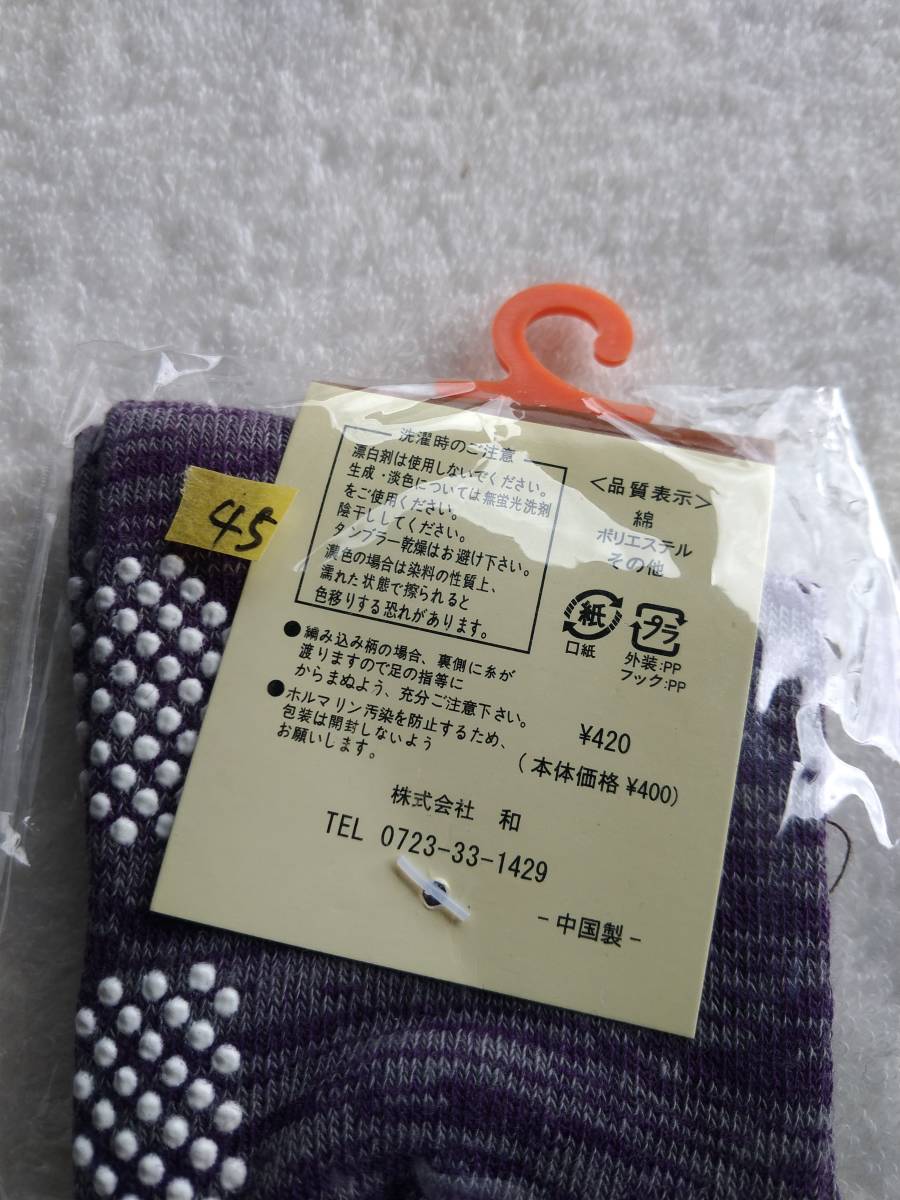 45
洗濯時のご注意
漂白剤は使用しないでください。
生成・淡色については無蛍光洗剤
をご使用ください。
陰干ししてください。
タンブラー乾燥はお避け下さい。
濃色の場合は染料の性質上、
濡れた状態で擦られると
色移りする恐れがあります。
●編み込み柄の場合、裏側に糸が
渡りますので足の指等に
からまぬよう、充分ご注意下さい。
●ホルマリン汚染を防止するため、
包装は開封しないよう
お願いします。
<品質表示>
綿
ポリエステル
その他
紙
口紙
プラ
外装:PP
フック:PP
¥420
(本体価格¥400)
株式会社 和
TEL 0723-33-1429
-中国製-